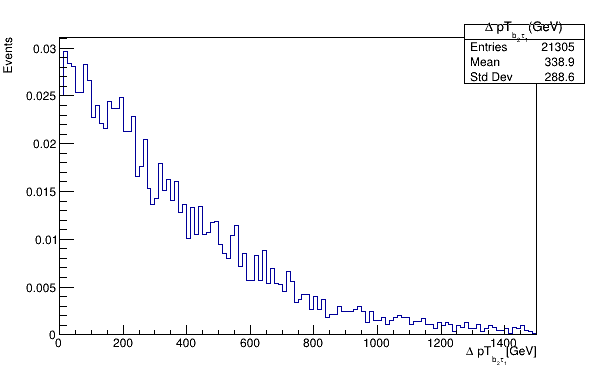 Δ pT_{b₂τ₁}(GeV)
Entries 21305
Mean 338.9
Std Dev 288.6
Events
0.03
0.025
0.02
0.015
0.01
0.005
0
0 200 400 600 800 1000 1200 1400
Δ pT_{b₂τ₁}[GeV]